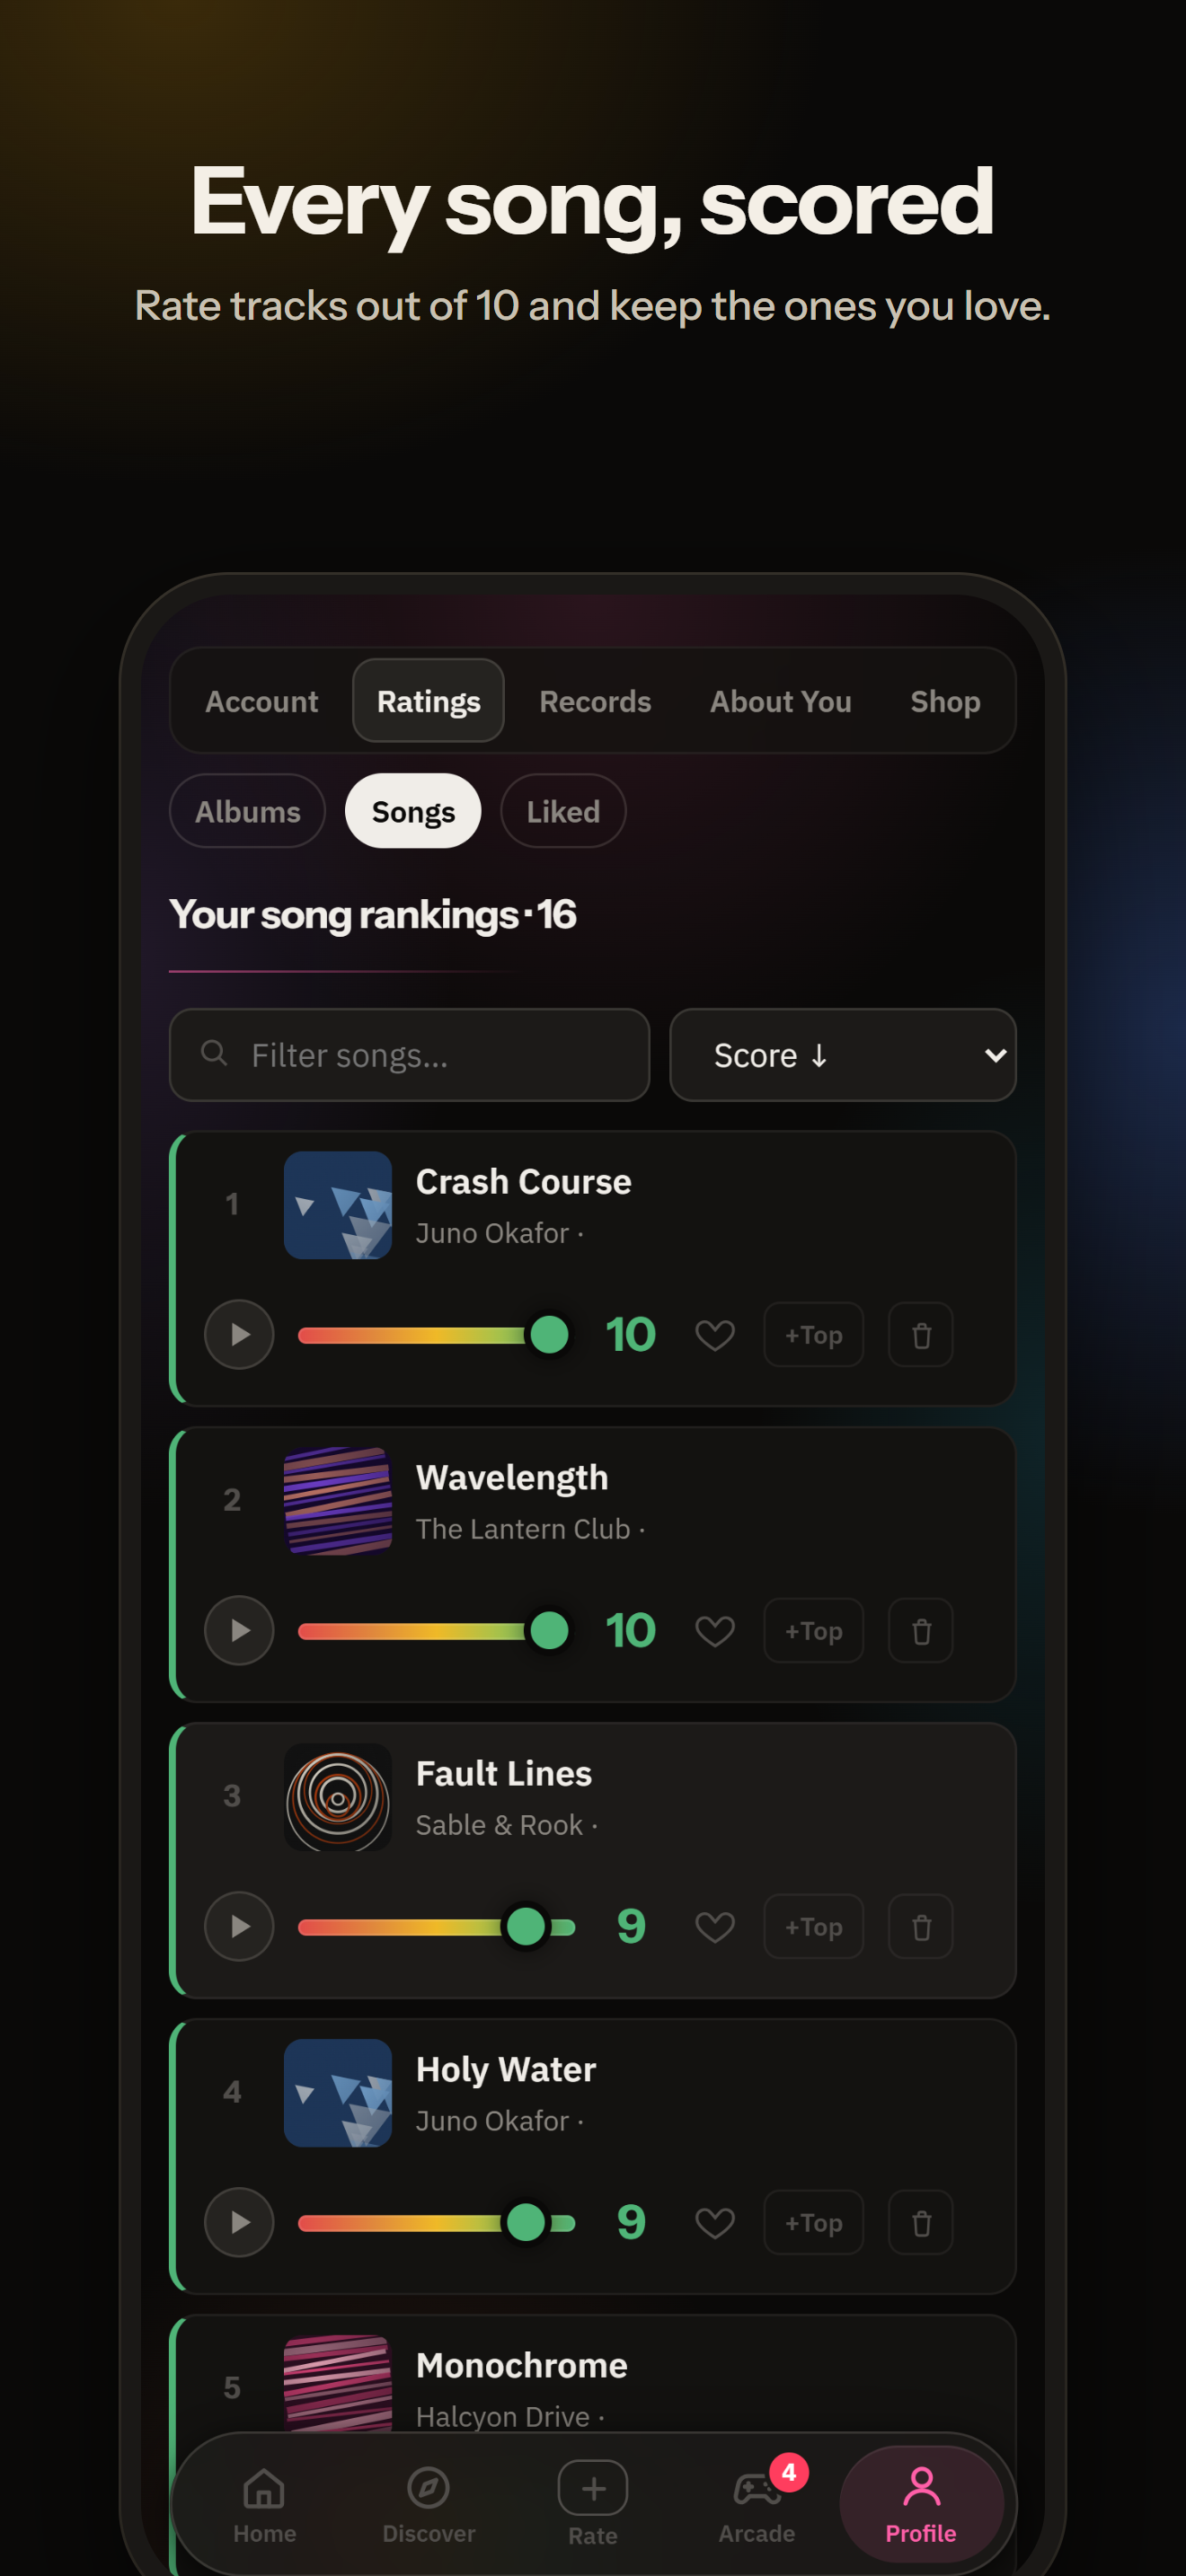 Every song, scored
Rate tracks out of 10 and keep the ones you love.
Account Ratings Records About You Shop
Albums Songs Liked
Your song rankings · 16
Filter songs... Score ↓
1 Crash Course
Juno Okafor ·
10 +Top
2 Wavelength
The Lantern Club ·
10 +Top
3 Fault Lines
Sable & Rook ·
9 +Top
4 Holy Water
Juno Okafor ·
9 +Top
5 Monochrome
Halcyon Drive ·
4
Home Discover Rate Arcade Profile